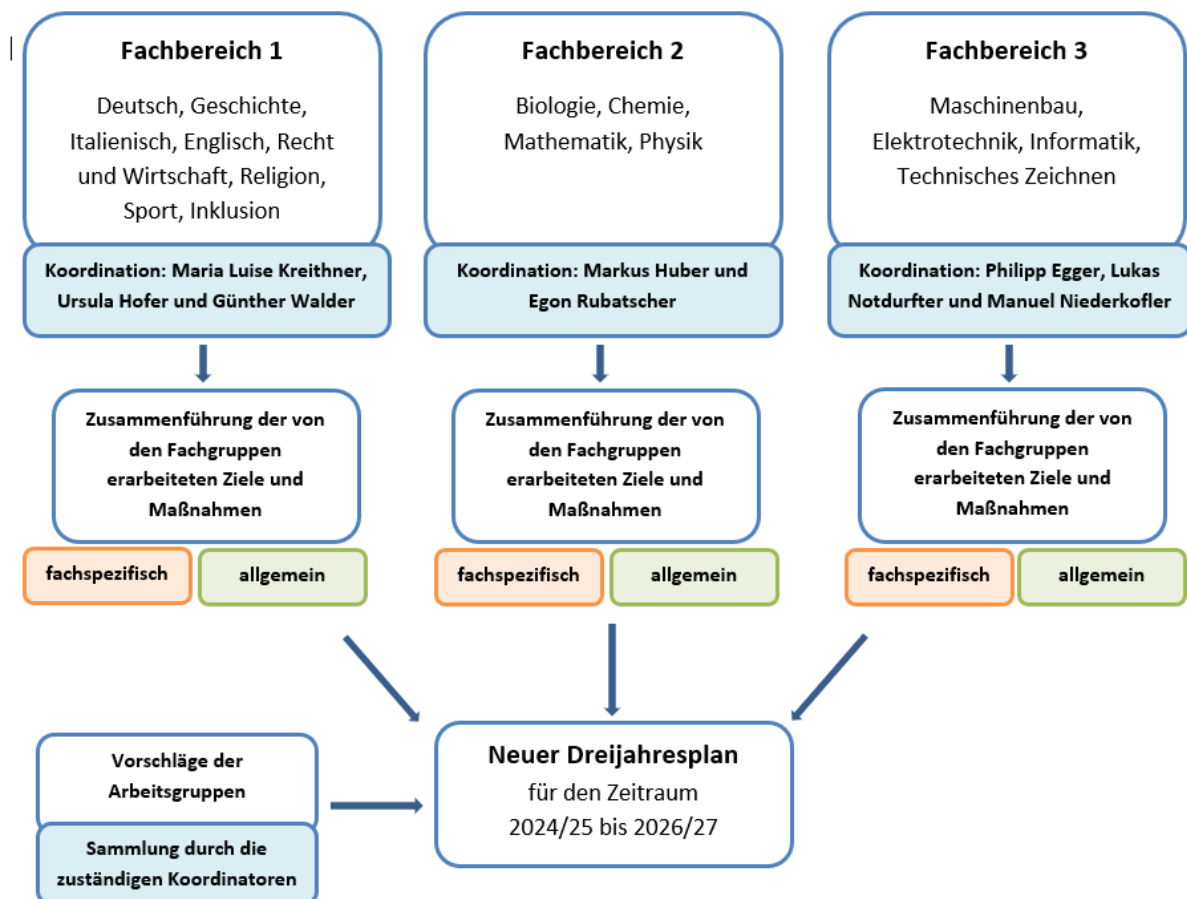 Fachbereich 1
Deutsch, Geschichte,
Italienisch, Englisch, Recht
und Wirtschaft, Religion,
Sport, Inklusion
Koordination: Maria Luise Kreithner,
Ursula Hofer und Günther Walder
Zusammenführung der von
den Fachgruppen
erarbeiteten Ziele und
Maßnahmen
fachspezifisch
allgemein
Fachbereich 2
Biologie, Chemie,
Mathematik, Physik
Koordination: Markus Huber und
Egon Rubatscher
Zusammenführung der von
den Fachgruppen
erarbeiteten Ziele und
Maßnahmen
fachspezifisch
allgemein
Fachbereich 3
Maschinenbau,
Elektrotechnik, Informatik,
Technisches Zeichnen
Koordination: Philipp Egger, Lukas
Notdurfter und Manuel Niederkofler
Zusammenführung der von
den Fachgruppen
erarbeiteten Ziele und
Maßnahmen
fachspezifisch
allgemein
Vorschläge der
Arbeitsgruppen
Sammlung durch die
zuständigen Koordinatoren
Neuer Dreijahresplan
für den Zeitraum
2024/25 bis 2026/27